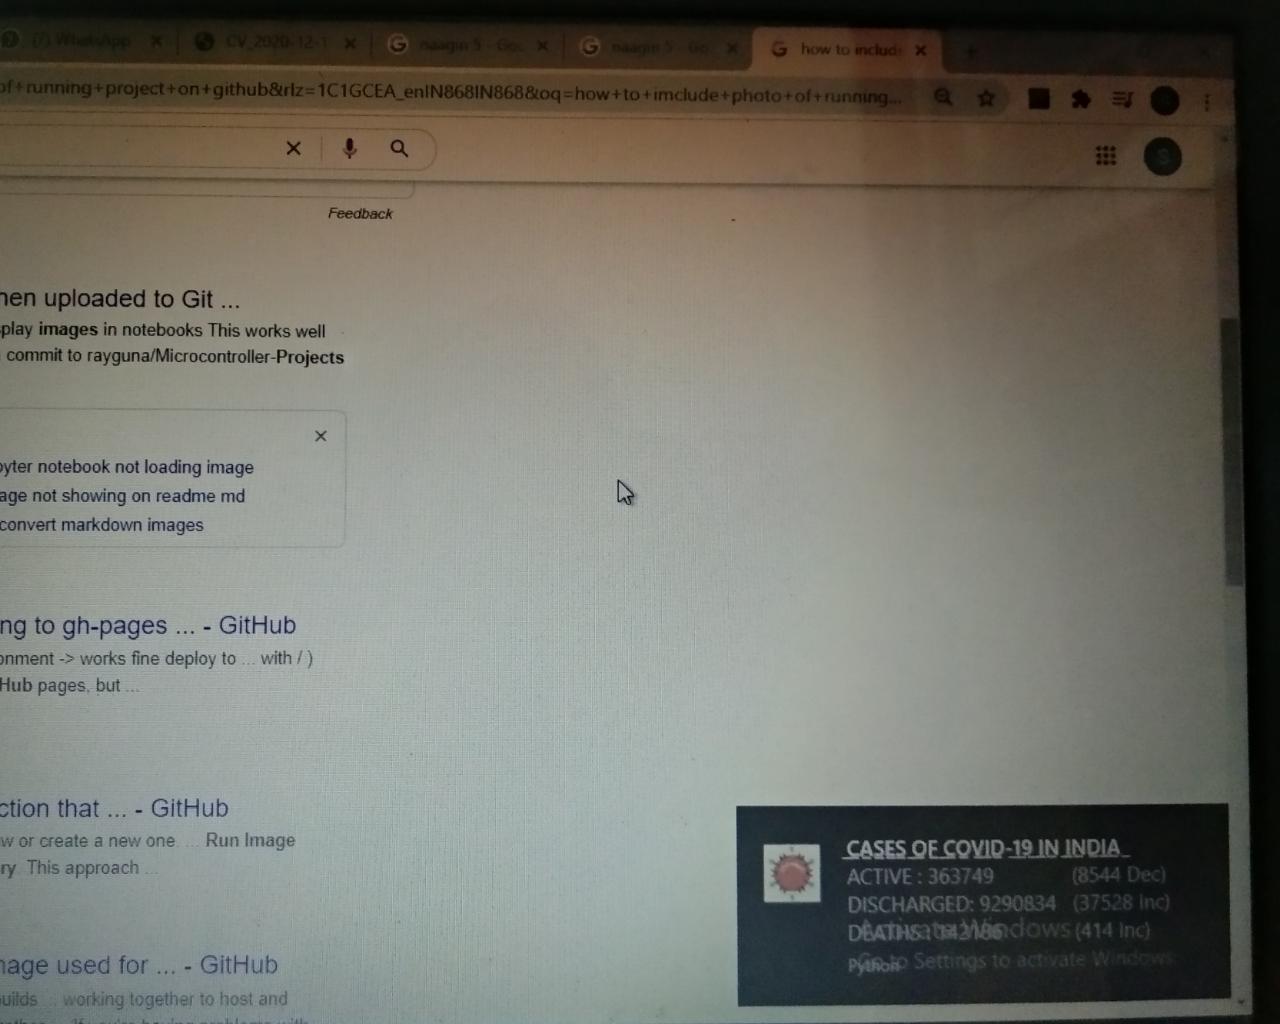 (7) WhatsApp
CV_2020-12-1
naagin 5 - Goo
naagin 5 - Go
how to includ
of+running+project+on+github&rlz=1C1GCEA_enIN868IN868&oq=how+to+imclude+photo+of+running...
S
Feedback
hen uploaded to Git ...
splay images in notebooks This works well
commit to rayguna/Microcontroller-Projects
pyter notebook not loading image
age not showing on readme md
convert markdown images
ng to gh-pages ... - GitHub
onment -> works fine deploy to ... with / )
Hub pages, but ...
ction that ... - GitHub
w or create a new one. ... Run Image
ry. This approach ...
nage used for ... - GitHub
uilds ... working together to host and
CASES OF COVID-19 IN INDIA
ACTIVE : 363749 (8544 Dec)
DISCHARGED: 9290834 (37528 Inc)
DEATHS : 142186 (414 Inc)
Activate Windows
Python
Go to Settings to activate Windows.